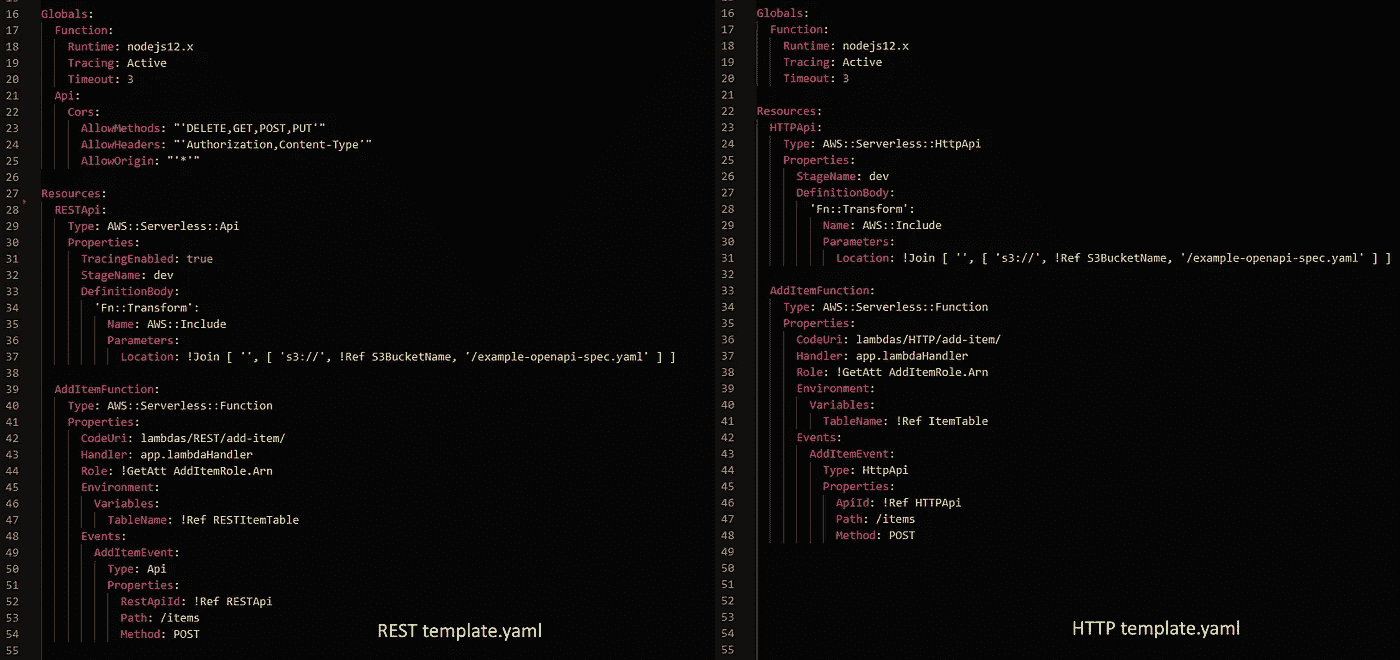 16 Globals:
17 Function:
18 Runtime: nodejs12.x
19 Tracing: Active
20 Timeout: 3
21 Api:
22 Cors:
23 AllowMethods: "'DELETE,GET,POST,PUT'"
24 AllowHeaders: "'Authorization,Content-Type'"
25 AllowOrigin: "'*'"
26
27 Resources:
28 RESTApi:
29 Type: AWS::Serverless::Api
30 Properties:
31 TracingEnabled: true
32 StageName: dev
33 DefinitionBody:
34 'Fn::Transform':
35 Name: AWS::Include
36 Parameters:
37 Location: !Join [ '', [ 's3://', !Ref S3BucketName, '/example-openapi-spec.yaml' ] ]
38
39 AddItemFunction:
40 Type: AWS::Serverless::Function
41 Properties:
42 CodeUri: lambdas/REST/add-item/
43 Handler: app.lambdaHandler
44 Role: !GetAtt AddItemRole.Arn
45 Environment:
46 Variables:
47 TableName: !Ref RESTItemTable
48 Events:
49 AddItemEvent:
50 Type: Api
51 Properties:
52 RestApiId: !Ref RESTApi
53 Path: /items
54 Method: POST
55
REST template.yaml
16 Globals:
17 Function:
18 Runtime: nodejs12.x
19 Tracing: Active
20 Timeout: 3
21
22 Resources:
23 HTTPApi:
24 Type: AWS::Serverless::HttpApi
25 Properties:
26 StageName: dev
27 DefinitionBody:
28 'Fn::Transform':
29 Name: AWS::Include
30 Parameters:
31 Location: !Join [ '', [ 's3://', !Ref S3BucketName, '/example-openapi-spec.yaml' ] ]
32
33 AddItemFunction:
34 Type: AWS::Serverless::Function
35 Properties:
36 CodeUri: lambdas/HTTP/add-item/
37 Handler: app.lambdaHandler
38 Role: !GetAtt AddItemRole.Arn
39 Environment:
40 Variables:
41 TableName: !Ref ItemTable
42 Events:
43 AddItemEvent:
44 Type: HttpApi
45 Properties:
46 ApiId: !Ref HTTPApi
47 Path: /items
48 Method: POST
49
50
51
52
53
54
55
HTTP template.yaml